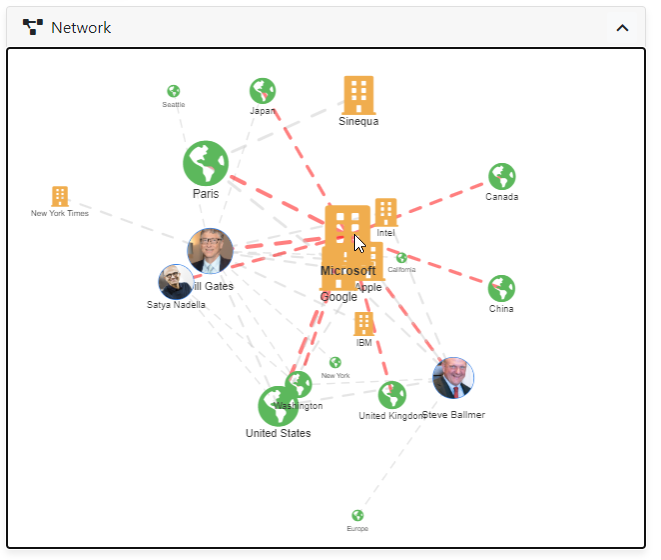 Network
Seattle
Japan
Sinequa
Paris
Canada
New York Times
Intel
California
Microsoft
ill Gates
Apple
Google
Satya Nadella
China
IBM
New York
Washington
United Kingdom
Steve Ballmer
United States
Europe